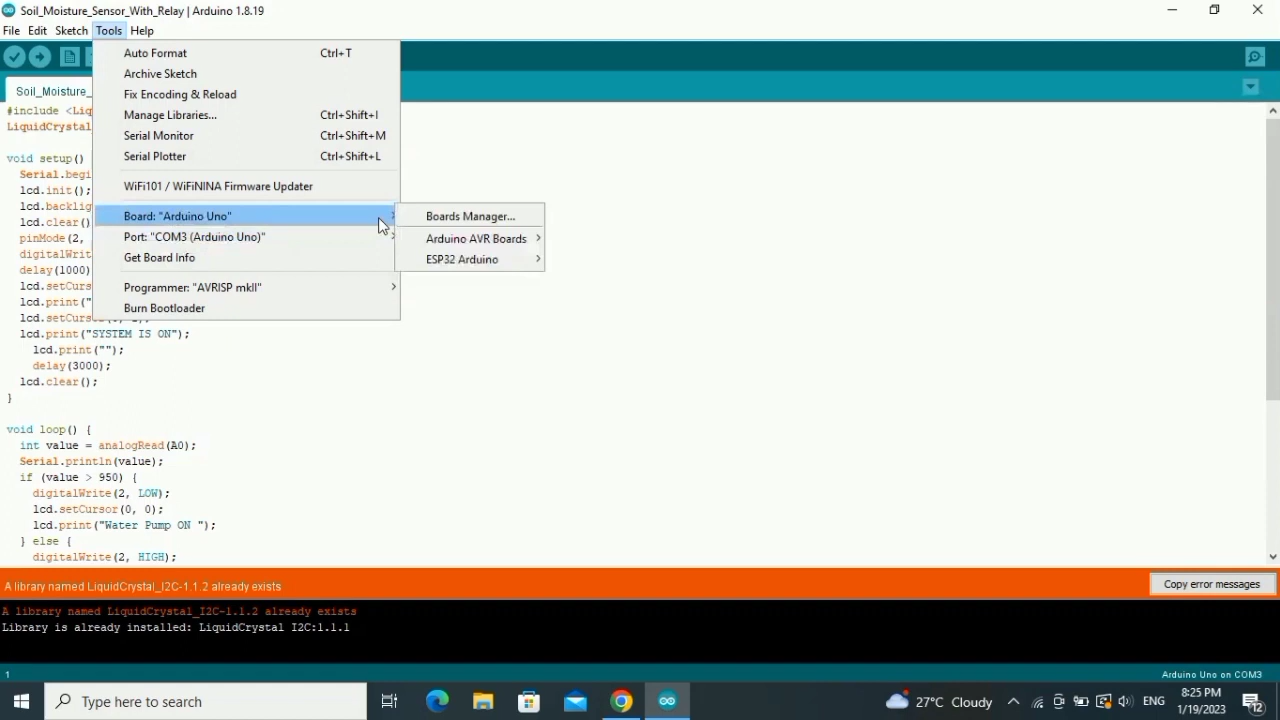 Soil_Moisture_Sensor_With_Relay | Arduino 1.8.19
File Edit Sketch Tools Help
Auto Format Ctrl+T
Archive Sketch
Fix Encoding & Reload
Manage Libraries... Ctrl+Shift+I
Serial Monitor Ctrl+Shift+M
Serial Plotter Ctrl+Shift+L
WiFi101 / WiFiNINA Firmware Updater
Board: "Arduino Uno"
Port: "COM3 (Arduino Uno)"
Get Board Info
Programmer: "AVRISP mkII"
Burn Bootloader
Boards Manager...
Arduino AVR Boards
ESP32 Arduino
Soil_Moisture_
#include <Liq
LiquidCrystal
void setup()
Serial.begi
lcd.init();
lcd.backlig
lcd.clear()
pinMode(2,
digitalWrit
delay(1000)
lcd.setCurs
lcd.print("
lcd.print("SYSTEM IS ON");
lcd.print("");
delay(3000);
lcd.clear();
}
void loop() {
int value = analogRead(A0);
Serial.println(value);
if (value > 950) {
digitalWrite(2, LOW);
lcd.setCursor(0, 0);
lcd.print("Water Pump ON ");
} else {
digitalWrite(2, HIGH);
A library named LiquidCrystal_I2C-1.1.2 already exists
Copy error messages
A library named LiquidCrystal_I2C-1.1.2 already exists
Library is already installed: LiquidCrystal I2C:1.1.1
1
Arduino Uno on COM3
Type here to search
27°C Cloudy
ENG
8:25 PM
1/19/2023
12